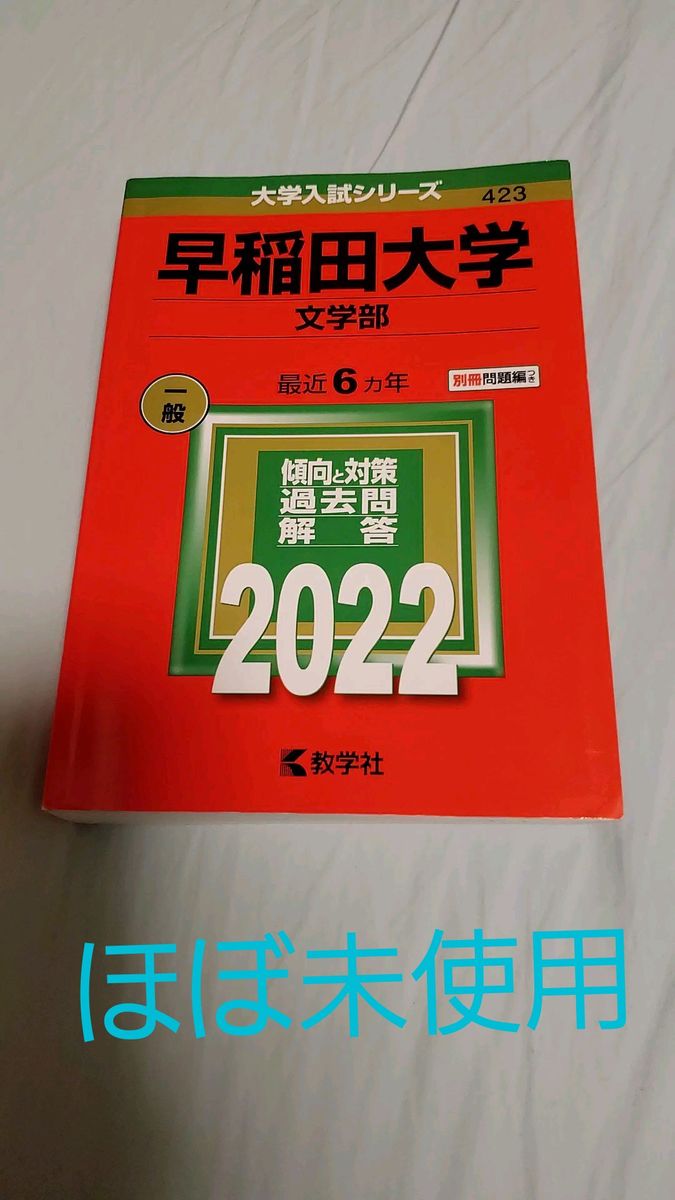 大学入試シリーズ 423
早稲田大学
文学部
最近6カ年
別冊問題編つき
一般
傾向と対策
過去問
解答
2022
教学社
ほぼ未使用